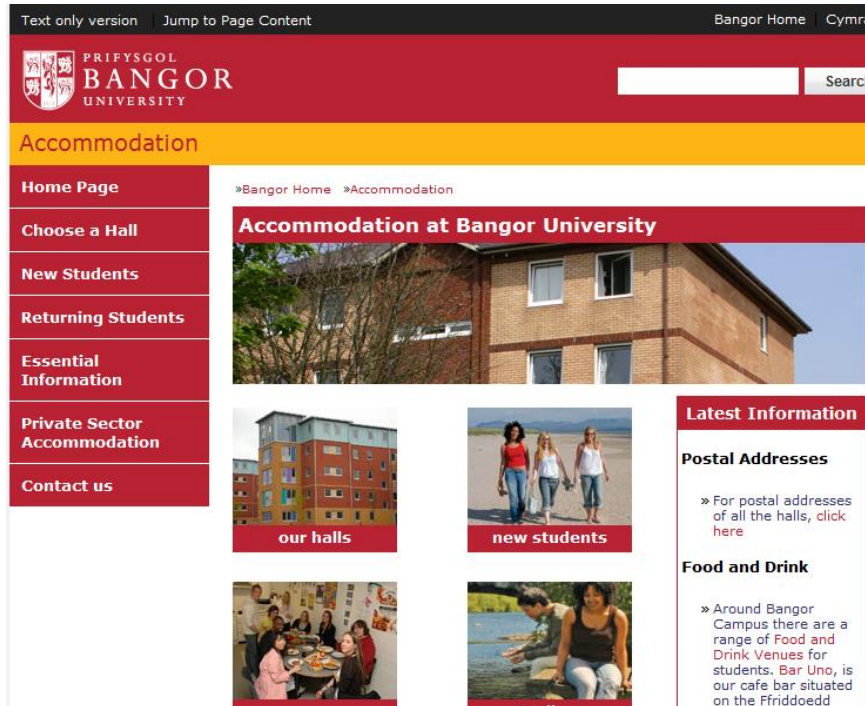 Text only version
Jump to Page Content
Bangor Home
PRIFYSGOL
BANGOR
UNIVERSITY
Accommodation
Home Page
Choose a Hall
New Students
Returning Students
Essential
Information
Private Sector
Accommodation
Contact us
»Bangor Home »Accommodation
Accommodation at Bangor University
our halls
new students
Latest Information
Postal Addresses
» For postal addresses
of all the halls, click
here
Food and Drink
» Around Bangor
Campus there are a
range of Food and
Drink Venues for
students. Bar Uno, is
our cafe bar situated
on the Ffriddoedd